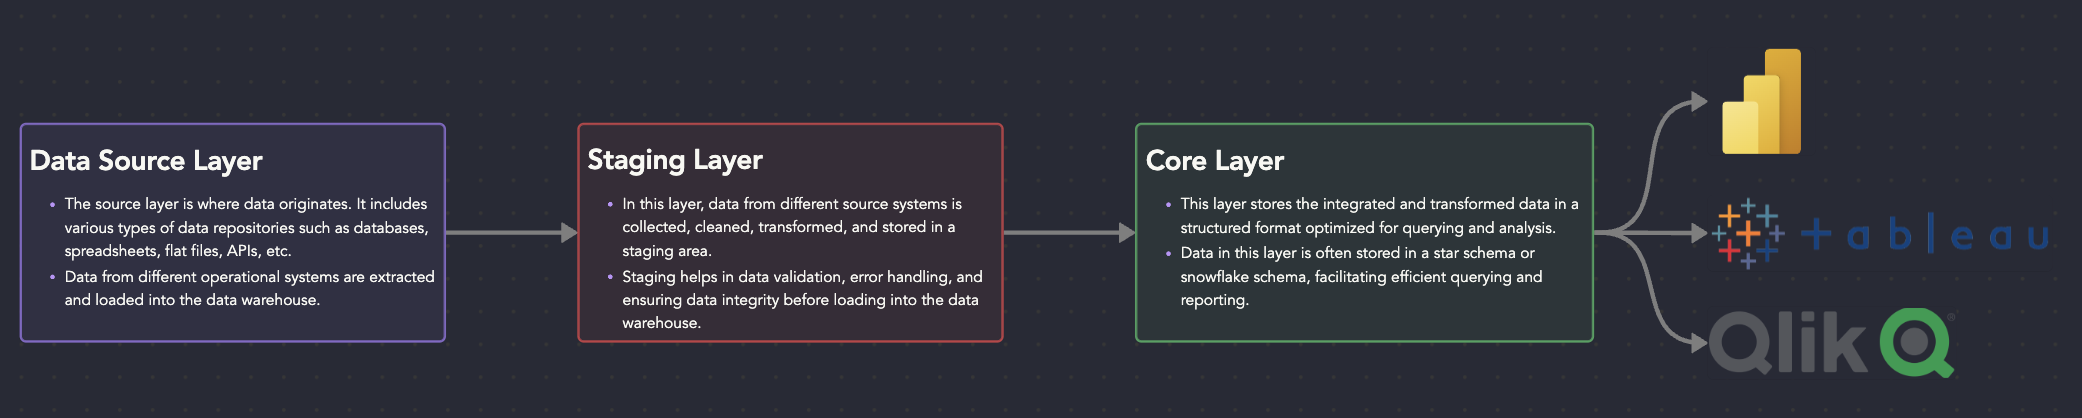 Data Source Layer
The source layer is where data originates. It includes
various types of data repositories such as databases,
spreadsheets, flat files, APIs, etc.
Data from different operational systems are extracted
and loaded into the data warehouse.
Staging Layer
In this layer, data from different source systems is
collected, cleaned, transformed, and stored in a
staging area.
Staging helps in data validation, error handling, and
ensuring data integrity before loading into the data
warehouse.
Core Layer
This layer stores the integrated and transformed data in a
structured format optimized for querying and analysis.
Data in this layer is often stored in a star schema or
snowflake schema, facilitating efficient querying and
reporting.
+ableau
Qlik Q®